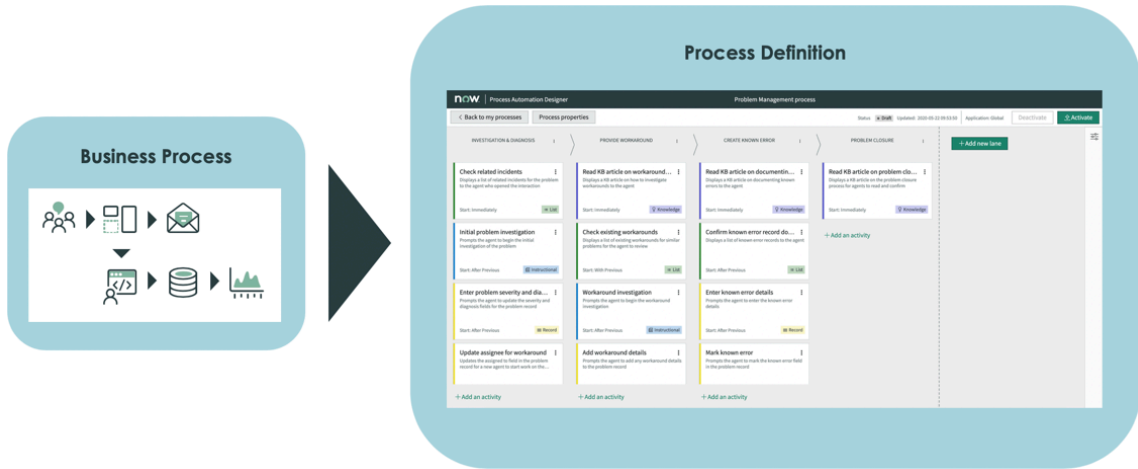 Process Definition
Business Process
now. Process Automation Designer
Problem Management process
< Back to my processes
Process properties
Status Draft Updated: 2020-05-22 09:53:55 Application: Global
Deactivate
Activate
INVESTIGATION & DIAGNOSIS
PROVIDE WORKAROUND
CREATE KNOWN ERROR
PROBLEM CLOSURE
+ Add new lane
Check related incidents
Displays a list of related incidents for the problem
to the agent who opened the interaction
Start: Immediately
List
Initial problem investigation
Prompts the agent to begin the initial
investigation of the problem
Start: After Previous
Instructional
Enter problem severity and dia...
Prompts the agent to update the severity and
diagnosis fields for the problem record
Start: After Previous
Record
Update assignee for workaround
Updates the assigned to field in the problem
record for a new agent to start work on the...
+ Add an activity
Read KB article on workaround...
Displays a KB article on how to investigate
workarounds to the agent
Start: Immediately
Knowledge
Check existing workarounds
Displays a list of existing workarounds for similar
problems for the agent to review
Start: With Previous
List
Workaround investigation
Prompts the agent to begin the workaround
investigation
Start: After Previous
Instructional
Add workaround details
Prompts the agent to add any workaround details
to the problem record
+ Add an activity
Read KB article on documentin...
Displays a KB article on documenting known
errors to the agent
Start: Immediately
Knowledge
Confirm known error record do...
Displays a list of known error records to the agent
Start: After Previous
List
Enter known error details
Prompts the agent to enter the known error
details
Start: After Previous
Record
Mark known error
Prompts the agent to mark the known error field
in the problem record
+ Add an activity
Read KB article on problem clo...
Displays a KB article on the problem closure
process for agents to read and confirm
Start: Immediately
Knowledge
+ Add an activity